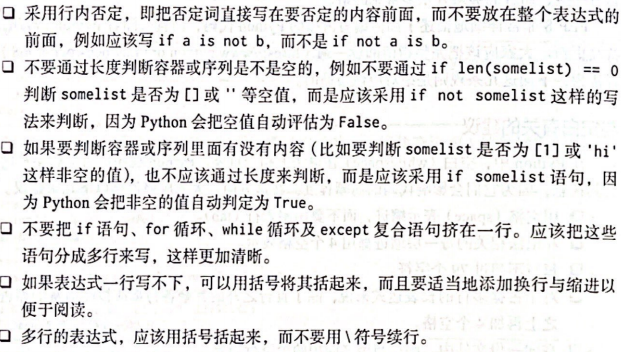 □ 采用行内否定，即把否定词直接写在要否定的内容前面，而不要放在整个表达式的
前面，例如应该写 if a is not b，而不是 if not a is b。
□ 不要通过长度判断容器或序列是不是空的，例如不要通过 if len(somelist) == 0
判断 somelist 是否为 [] 或 '' 等空值，而是应该采用 if not somelist 这样的写
法来判断，因为 Python 会把空值自动评估为 False。
□ 如果要判断容器或序列里面有没有内容 (比如要判断 somelist 是否为 [1] 或 'hi'
这样非空的值)，也不应该通过长度来判断，而是应该采用 if somelist 语句，因
为 Python 会把非空的值自动判定为 True。
□ 不要把 if 语句、for 循环、while 循环及 except 复合语句挤在一行。应该把这些
语句分成多行来写，这样更加清晰。
□ 如果表达式一行写不下，可以用括号将其括起来，而且要适当地添加换行与缩进以
便于阅读。
□ 多行的表达式，应该用括号括起来，而不要用 \ 符号续行。